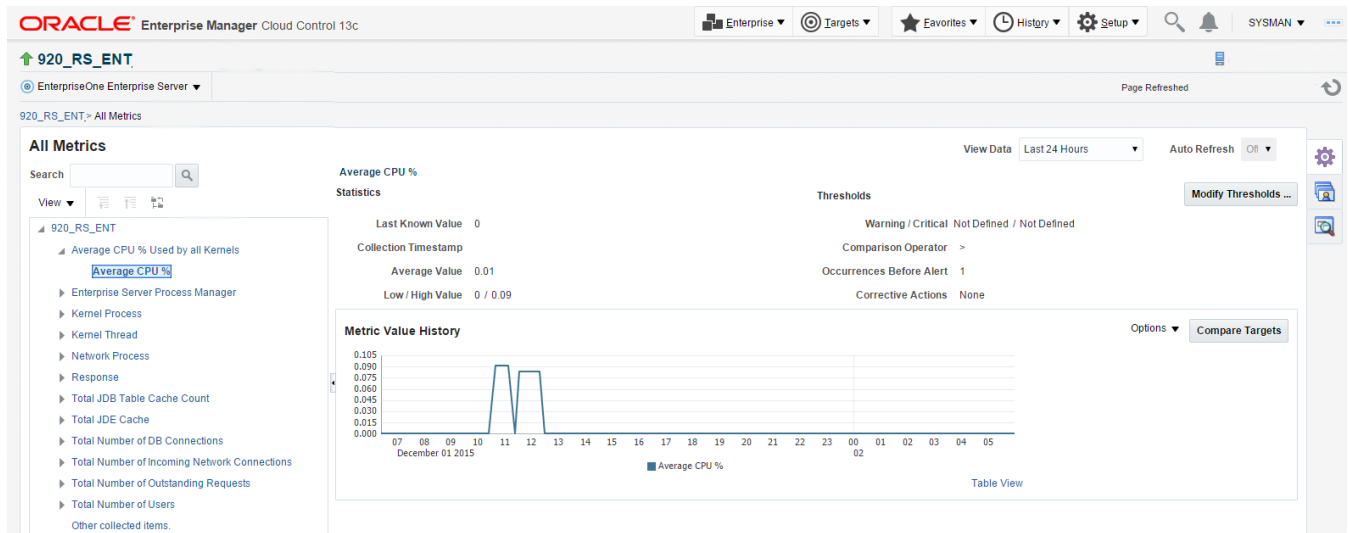 ORACLE Enterprise Manager Cloud Control 13c
Enterprise Targets Favorites History Setup SYSMAN
920_RS_ENT
EnterpriseOne Enterprise Server
Page Refreshed
920_RS_ENT > All Metrics
All Metrics
View Data Last 24 Hours Auto Refresh Off
Search
View
920_RS_ENT
Average CPU % Used by all Kernels
Average CPU %
Enterprise Server Process Manager
Kernel Process
Kernel Thread
Network Process
Response
Total JDB Table Cache Count
Total JDE Cache
Total Number of DB Connections
Total Number of Incoming Network Connections
Total Number of Outstanding Requests
Total Number of Users
Other collected items.
Average CPU %
Statistics
Last Known Value 0
Collection Timestamp
Average Value 0.01
Low / High Value 0 / 0.09
Thresholds
Modify Thresholds ...
Warning / Critical Not Defined / Not Defined
Comparison Operator >
Occurrences Before Alert 1
Corrective Actions None
Metric Value History
Options Compare Targets
0.105
0.090
0.075
0.060
0.045
0.030
0.015
0.000
07 08 09 10 11 12 13 14 15 16 17 18 19 20 21 22 23 00 01 02 03 04 05
December 01 2015 02
Average CPU %
Table View